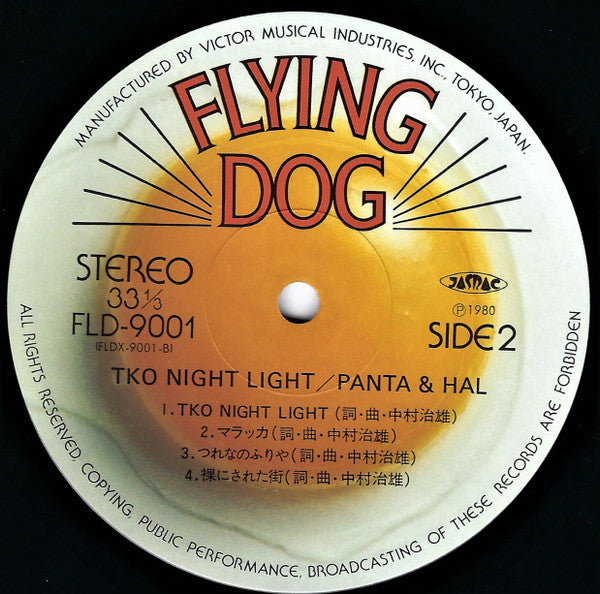 MANUFACTURED BY VICTOR MUSICAL INDUSTRIES, INC. TOKYO, JAPAN.
FLYING
DOG
STEREO
33 1/3
FLD-9001
(FLDX-9001-B)
JASRAC
Ⓟ1980
SIDE 2
TKO NIGHT LIGHT／PANTA & HAL
1. TKO NIGHT LIGHT (詞・曲・中村治雄)
2. マラッカ (詞・曲・中村治雄)
3. つれなのふりや (詞・曲・中村治雄)
4. 裸にされた街 (詞・曲・中村治雄)
ALL RIGHTS RESERVED. COPYING, PUBLIC PERFORMANCE, BROADCASTING OF THESE RECORDS ARE FORBIDDEN